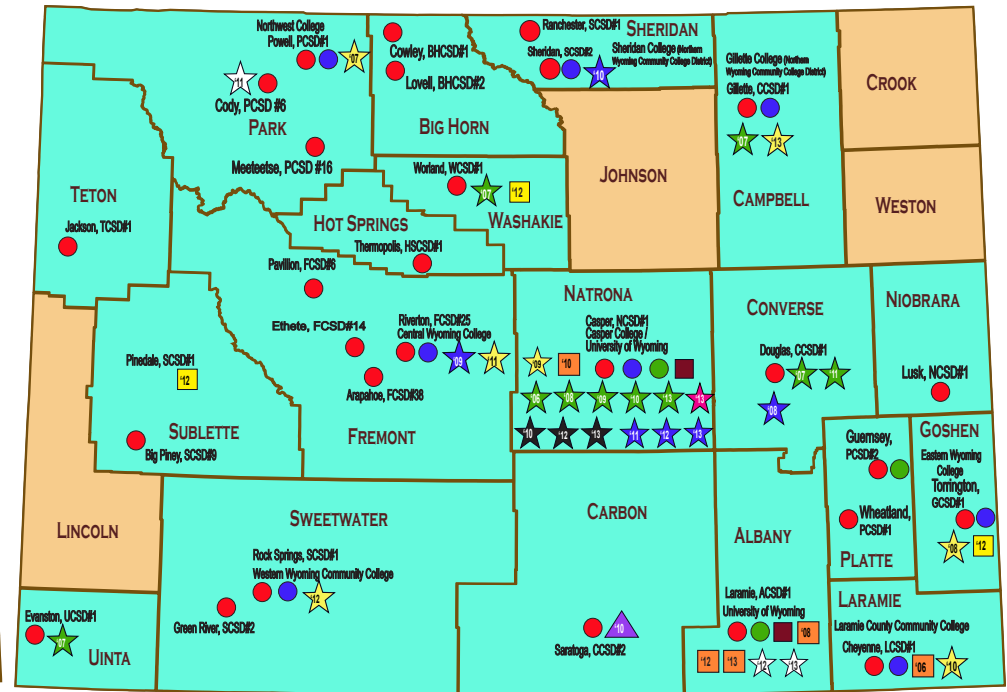 Northwest College
Powell, PCSD#1
'07
'11
Cody, PCSD #6
PARK
Meeteetse, PCSD #16
Cowley, BHCSD#1
Lovell, BHCSD#2
BIG HORN
Ranchester, SCSD#1
SHERIDAN
Sheridan, SCSD#2
Sheridan College (Northern
Wyoming Community College District)
'10
Gillette College (Northern
Wyoming Community College District)
Gillette, CCSD#1
'07
'13
CAMPBELL
CROOK
WESTON
JOHNSON
TETON
Jackson, TCSD#1
Worland, WCSD#1
'07
'12
WASHAKIE
HOT SPRINGS
Thermopolis, HSCSD#1
Pavillion, FCSD#6
Ethete, FCSD#14
Riverton, FCSD#25
Central Wyoming College
'09
'11
Arapahoe, FCSD#38
FREMONT
Pinedale, SCSD#1
'12
SUBLETTE
Big Piney, SCSD#9
NATRONA
Casper, NCSD#1
Casper College /
University of Wyoming
'09
'10
'06
'08
'09
'10
'13
'13
'10
'12
'13
'11
'12
'13
CONVERSE
Douglas, CCSD#1
'07
'11
'08
NIOBRARA
Lusk, NCSD#1
GOSHEN
Eastern Wyoming
College
Torrington,
GCSD#1
'08
'12
Guernsey,
PCSD#2
Wheatland,
PCSD#1
PLATTE
LINCOLN
SWEETWATER
Rock Springs, SCSD#1
Western Wyoming Community College
'12
Green River, SCSD#2
Evanston, UCSD#1
'07
UINTA
CARBON
'10
Saratoga, CCSD#2
ALBANY
Laramie, ACSD#1
University of Wyoming
'08
'12
'13
'12
'13
LARAMIE
Laramie County Community College
Cheyenne, LCSD#1
'06
'10